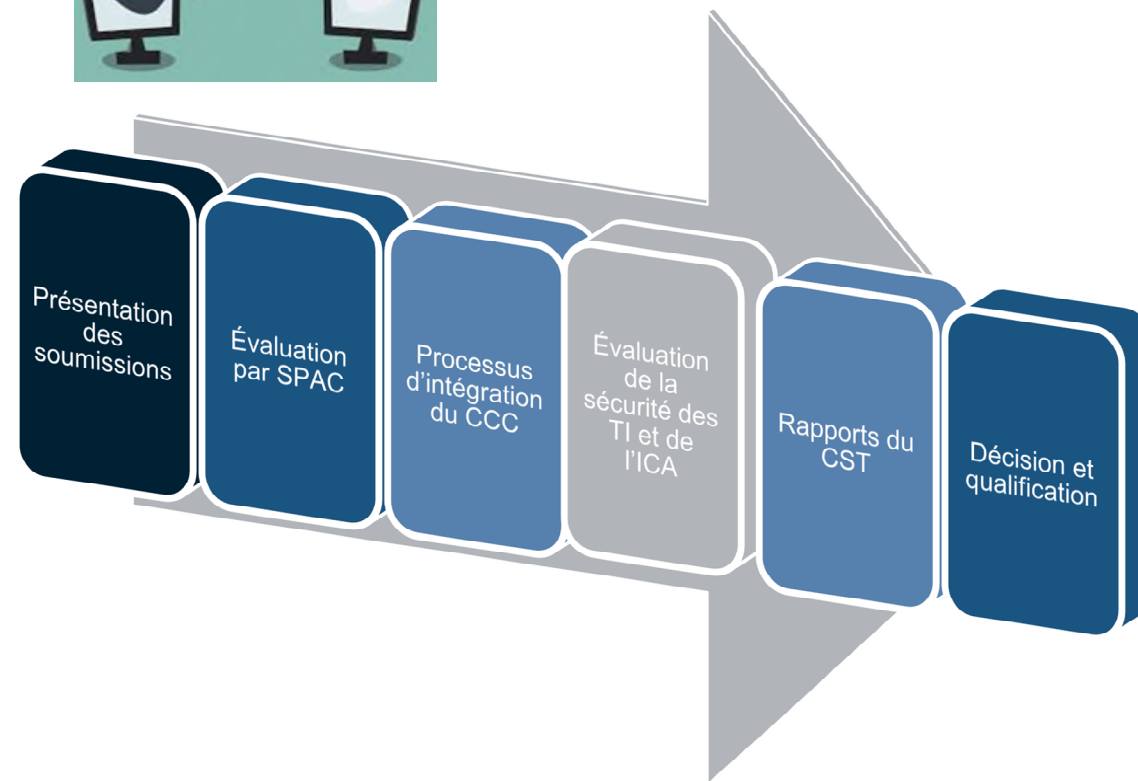 Présentation
des
soumissions
Évaluation
par SPAC
Processus
d'intégration
du CCC
Évaluation
de la
sécurité des
TI et de
l'ICA
Rapports du
CST
Décision et
qualification